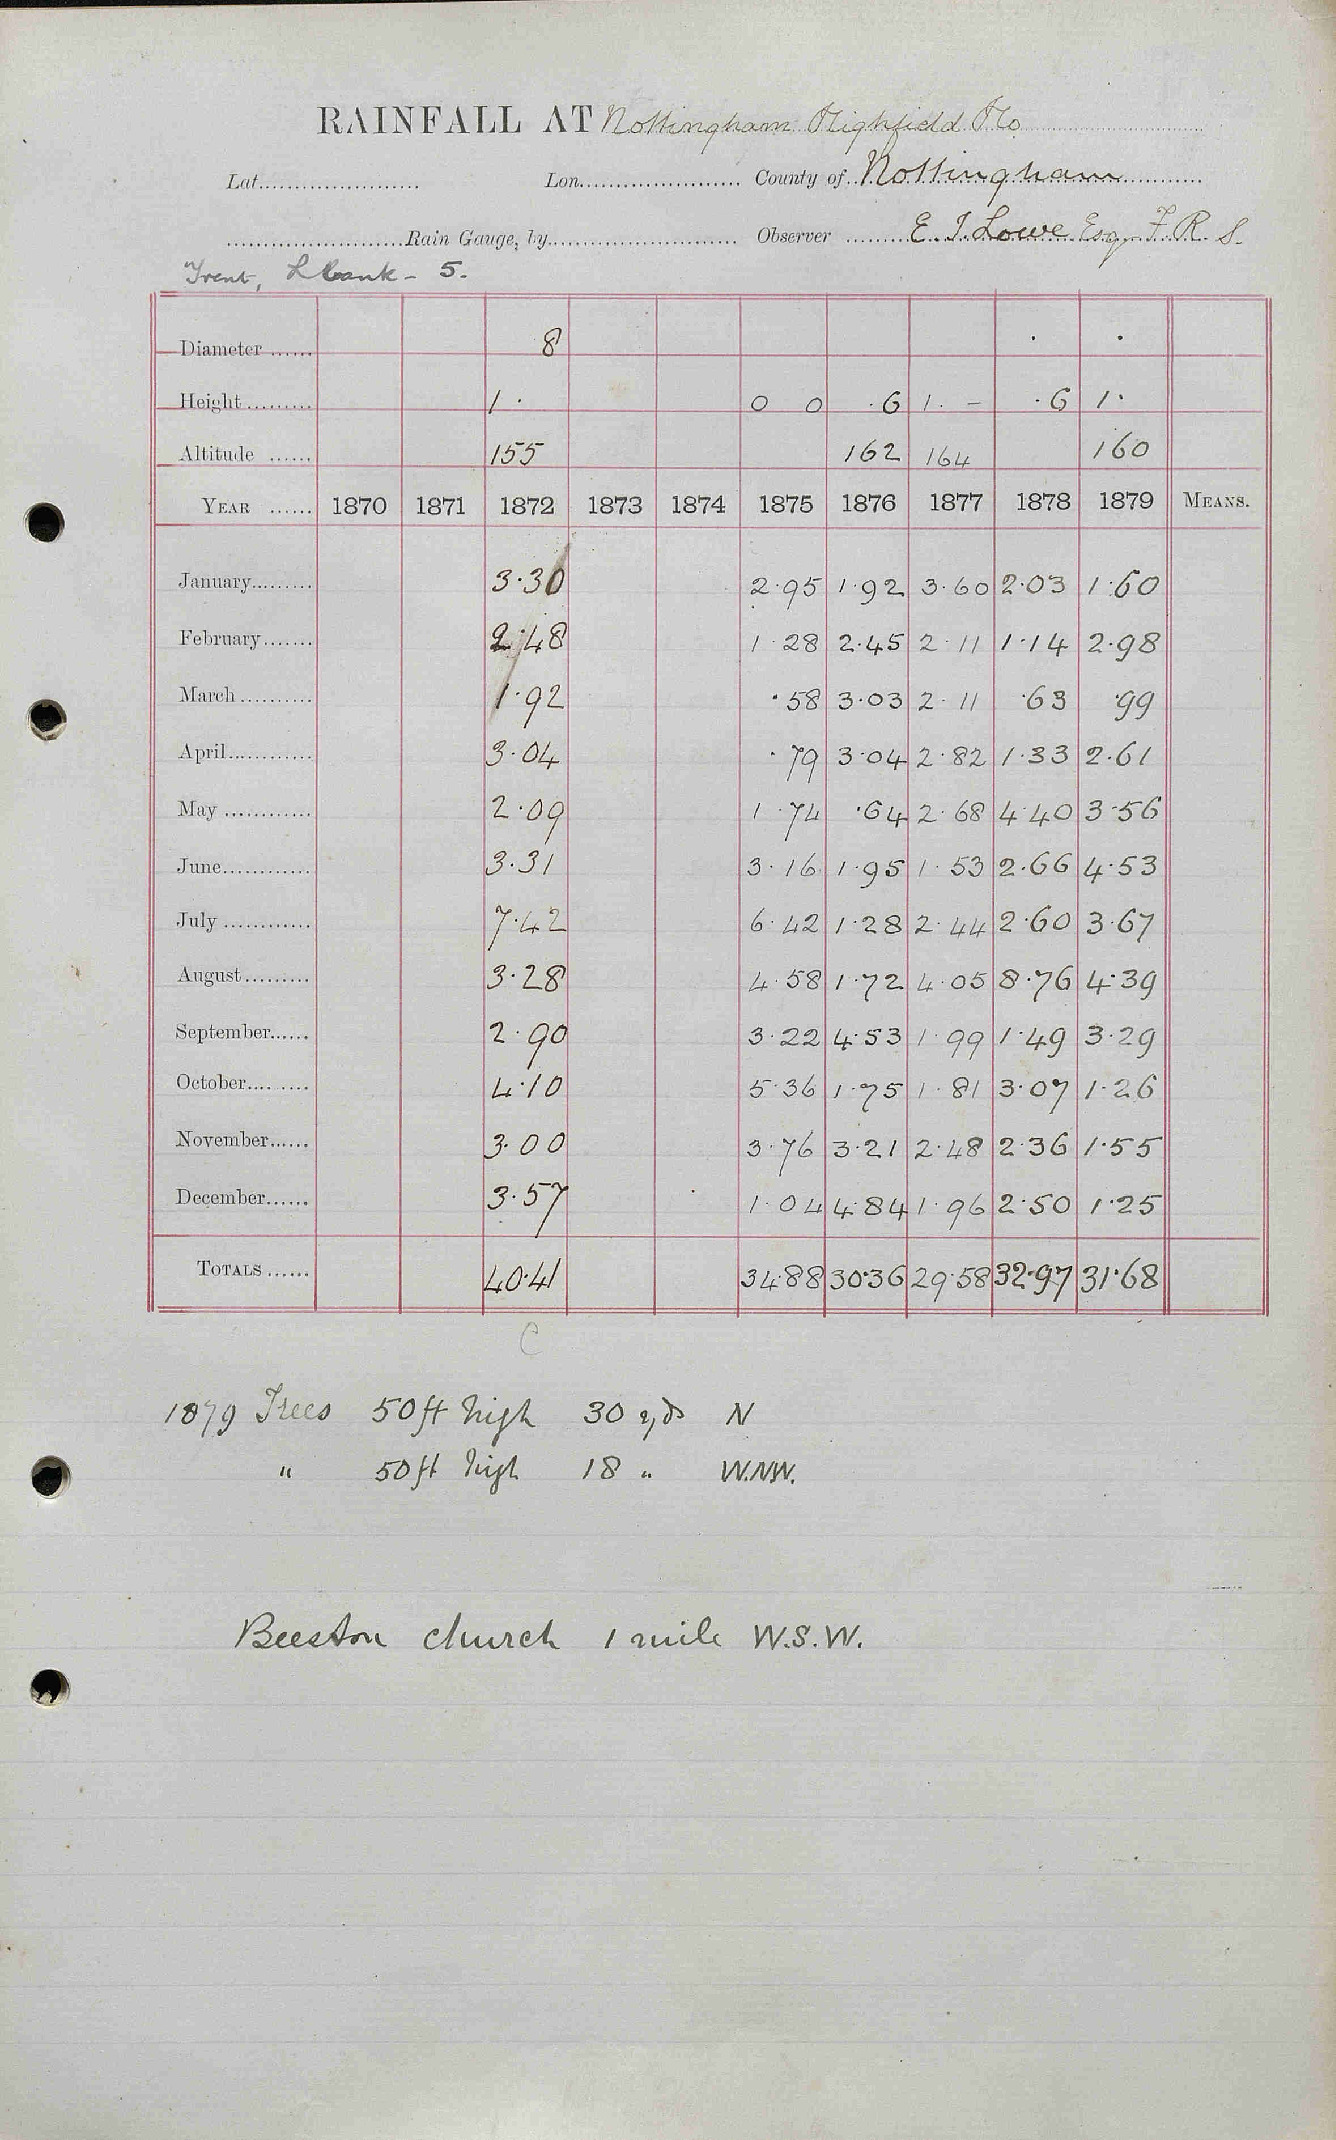 RAINFALL AT Nottingham Highfield Ho
Lat........ Lon........ County of Nottingham
........Rain Gauge, by........ Observer E. J. Lowe Esq. F. R. S.
Trent, L bank - 5.
Diameter ...... 8 · ·
Height ......... 1 · 0 0 ·6 1. - ·6 1·
Altitude ...... 155 162 164 160
YEAR ...... 1870 1871 1872 1873 1874 1875 1876 1877 1878 1879 MEANS.
January......... 3·30 2·95 1·92 3·60 2·03 1·60
February....... 2·48 1·28 2·45 2·11 1·14 2·98
March .......... 1·92 ·58 3·03 2·11 ·63 ·99
April............ 3·04 ·79 3·04 2·82 1·33 2·61
May ............ 2·09 1·74 ·64 2·68 4·40 3·56
June............ 3·31 3·16 1·95 1·53 2·66 4·53
July ............ 7·42 6·42 1·28 2·44 2·60 3·67
August......... 3·28 4·58 1·72 4·05 8·76 4·39
September...... 2·90 3·22 4·53 1·99 1·49 3·29
October......... 4·10 5·36 1·75 1·81 3·07 1·26
November...... 3·00 3·76 3·21 2·48 2·36 1·55
December...... 3·57 1·04 4·84 1·96 2·50 1·25
TOTALS ...... 40·41 34·88 30·36 29·58 32·97 31·68
C
1879 Trees 50 ft high 30 yds N
" 50 ft high 18 " W.N.W.
Beeston church 1 mile W.S.W.